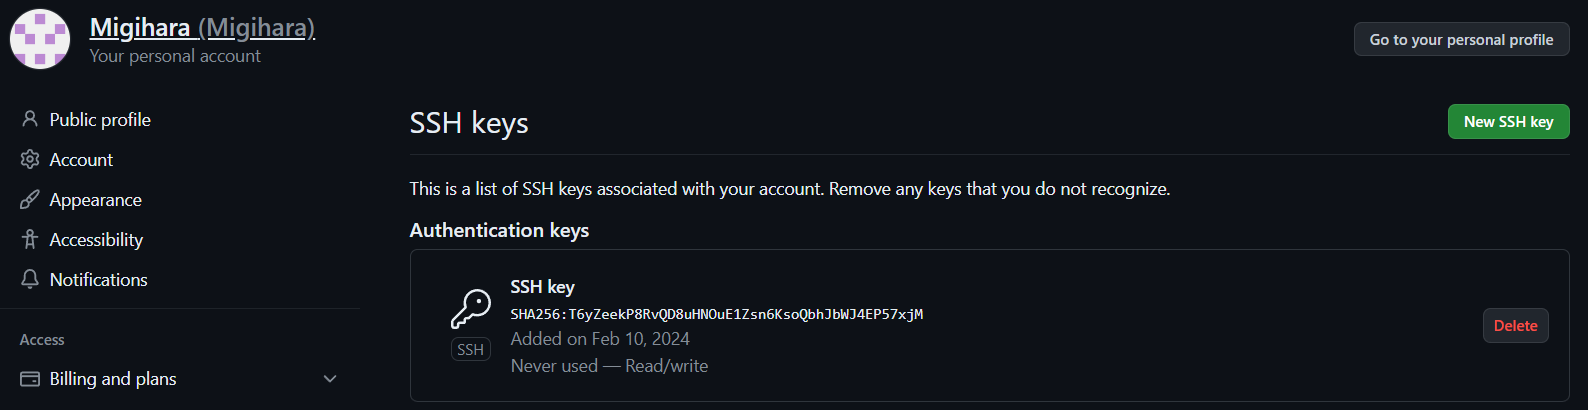 Migihara (Migihara)
Your personal account
Go to your personal profile
Public profile
Account
Appearance
Accessibility
Notifications
Access
Billing and plans
SSH keys
New SSH key
This is a list of SSH keys associated with your account. Remove any keys that you do not recognize.
Authentication keys
SSH key
SHA256:T6yZeekP8RvQD8uHNOuE1Zsn6KsoQbhJbWJ4EP57xjM
Added on Feb 10, 2024
Never used — Read/write
SSH
Delete